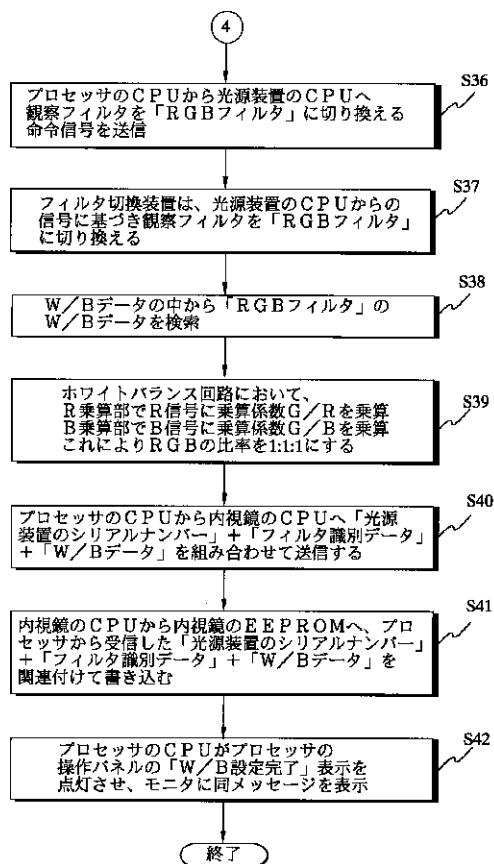 4
プロセッサのCPUから光源装置のCPUへ
観察フィルタを「RGBフィルタ」に切り換える
命令信号を送信
S36
フィルタ切換装置は、光源装置のCPUからの
信号に基づき観察フィルタを「RGBフィルタ」
に切り換える
S37
W／Bデータの中から「RGBフィルタ」の
W／Bデータを検索
S38
ホワイトバランス回路において、
R乗算部でR信号に乗算係数G／Rを乗算
B乗算部でB信号に乗算係数G／Bを乗算
これによりRGBの比率を1:1:1にする
S39
プロセッサのCPUから内視鏡のCPUへ「光源
装置のシリアルナンバー」＋「フィルタ識別データ」
＋「W／Bデータ」を組み合わせて送信する
S40
内視鏡のCPUから内視鏡のEEPROMへ、プロ
セッサから受信した「光源装置のシリアルナンバー」
＋「フィルタ識別データ」＋「W／Bデータ」を
関連付けて書き込む
S41
プロセッサのCPUがプロセッサの
操作パネルの「W／B設定完了」表示を
点灯させ、モニタに同メッセージを表示
S42
終了